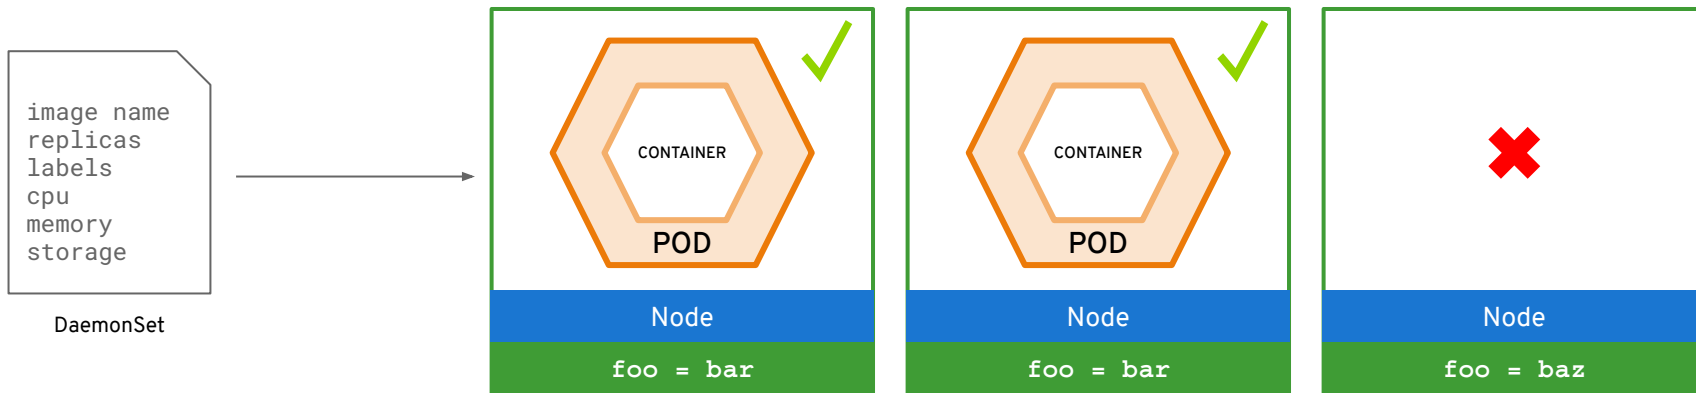 image name
replicas
labels
cpu
memory
storage
DaemonSet
CONTAINER
POD
Node
foo = bar
CONTAINER
POD
Node
foo = bar
Node
foo = baz